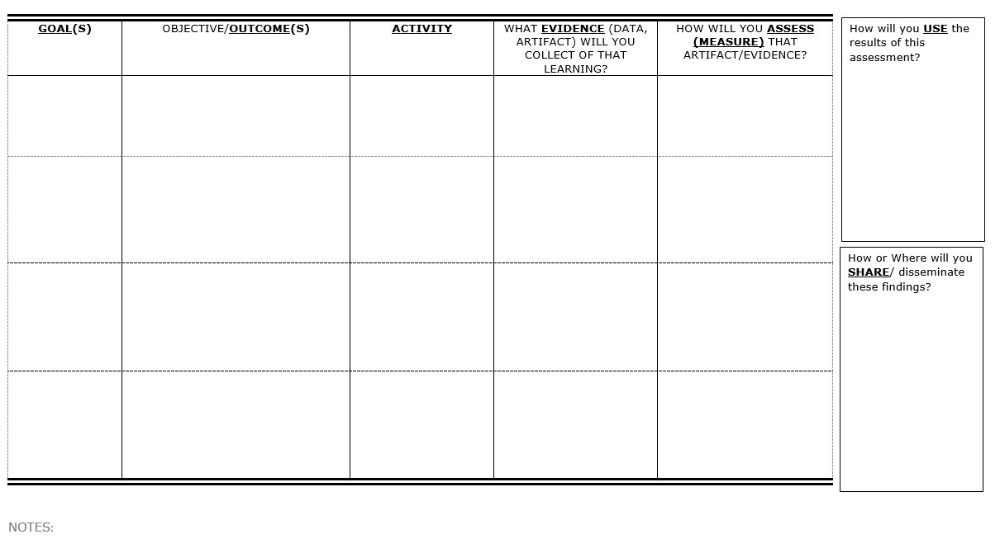 GOAL(S)
OBJECTIVE/OUTCOME(S)
ACTIVITY
WHAT EVIDENCE (DATA,
ARTIFACT) WILL YOU
COLLECT OF THAT
LEARNING?
HOW WILL YOU ASSESS
(MEASURE) THAT
ARTIFACT/EVIDENCE?
How will you USE the
results of this
assessment?
How or Where will you
SHARE/ disseminate
these findings?
NOTES: